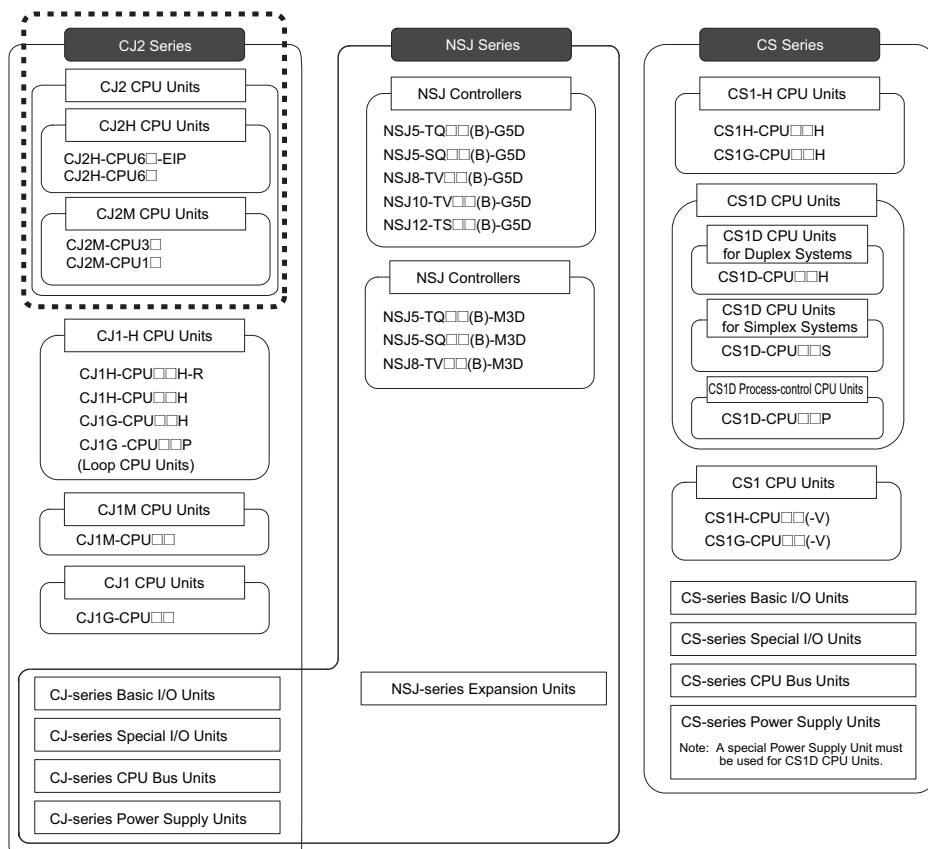 CJ2 Series
CJ2 CPU Units
CJ2H CPU Units
CJ2H-CPU6□-EIP
CJ2H-CPU6□
CJ2M CPU Units
CJ2M-CPU3□
CJ2M-CPU1□
CJ1-H CPU Units
CJ1H-CPU□□H-R
CJ1H-CPU□□H
CJ1G-CPU□□H
CJ1G -CPU□□P
(Loop CPU Units)
CJ1M CPU Units
CJ1M-CPU□□
CJ1 CPU Units
CJ1G-CPU□□
CJ-series Basic I/O Units
CJ-series Special I/O Units
CJ-series CPU Bus Units
CJ-series Power Supply Units
NSJ Series
NSJ Controllers
NSJ5-TQ□□(B)-G5D
NSJ5-SQ□□(B)-G5D
NSJ8-TV□□(B)-G5D
NSJ10-TV□□(B)-G5D
NSJ12-TS□□(B)-G5D
NSJ Controllers
NSJ5-TQ□□(B)-M3D
NSJ5-SQ□□(B)-M3D
NSJ8-TV□□(B)-M3D
NSJ-series Expansion Units
CS Series
CS1-H CPU Units
CS1H-CPU□□H
CS1G-CPU□□H
CS1D CPU Units
CS1D CPU Units
for Duplex Systems
CS1D-CPU□□H
CS1D CPU Units
for Simplex Systems
CS1D-CPU□□S
CS1D Process-control CPU Units
CS1D-CPU□□P
CS1 CPU Units
CS1H-CPU□□(-V)
CS1G-CPU□□(-V)
CS-series Basic I/O Units
CS-series Special I/O Units
CS-series CPU Bus Units
CS-series Power Supply Units
Note: A special Power Supply Unit must
be used for CS1D CPU Units.